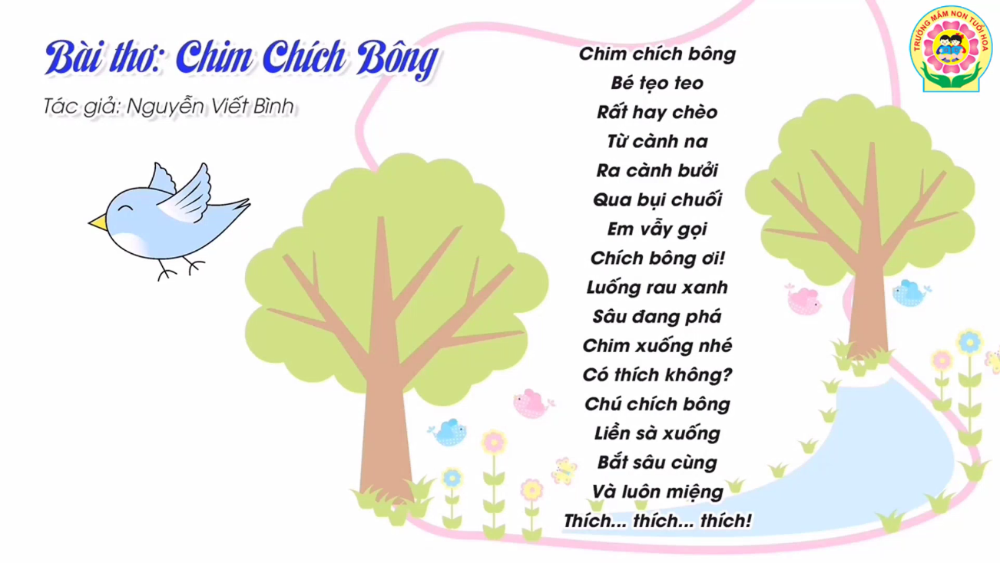 Bài thơ: Chim Chích Bông
Tác giả: Nguyễn Viết Bình
Chim chích bông
Bé tẹo teo
Rất hay chèo
Từ cành na
Ra cành bưởi
Qua bụi chuối
Em vẫy gọi
Chích bông ơi!
Luống rau xanh
Sâu đang phá
Chim xuống nhé
Có thích không?
Chú chích bông
Liền sà xuống
Bắt sâu cùng
Và luôn miệng
Thích... thích... thích!
TRƯỜNG MẦM NON TUỔI HOA